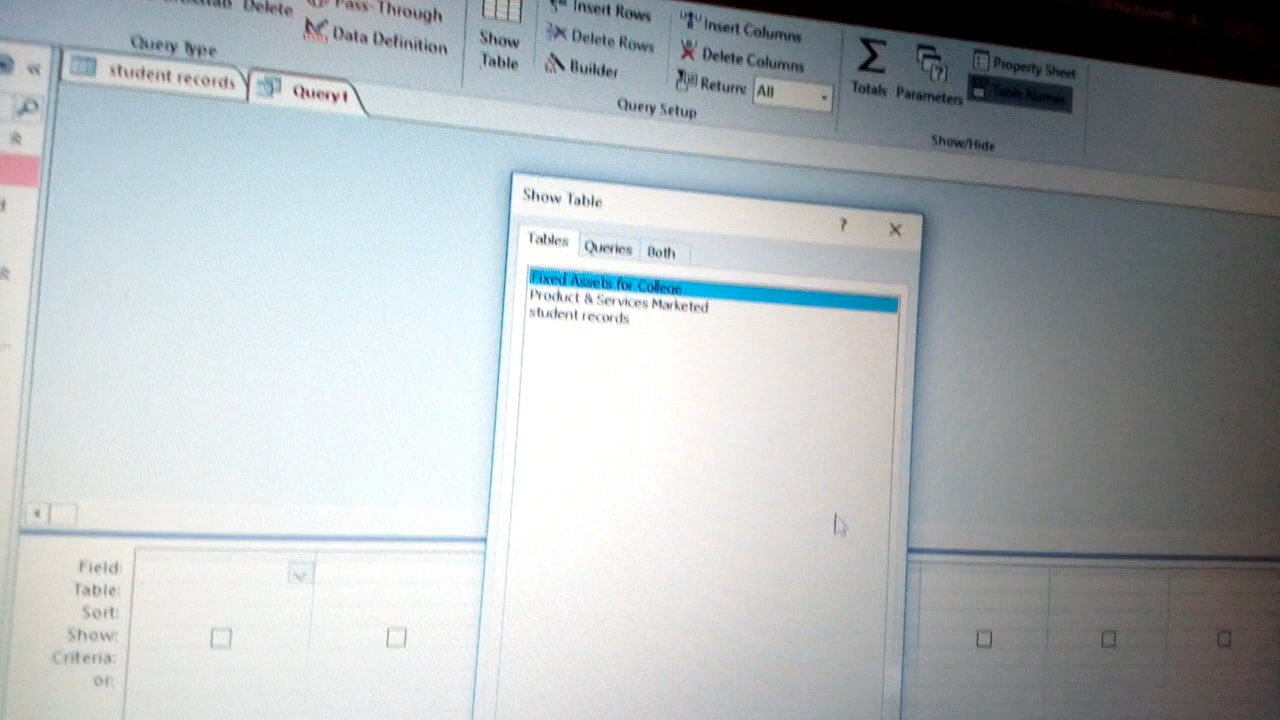 Delete
Pass-Through
Data Definition
Query Type
Show
Table
Insert Rows
Delete Rows
Builder
Insert Columns
Delete Columns
Return: All
Query Setup
Totals
Parameters
Property Sheet
Table Names
Show/Hide
student records
Query1
Show Table
?
Tables
Queries
Both
Fixed Assets for College
Product & Services Marketed
student records
Field:
Table:
Sort:
Show:
Criteria:
or: